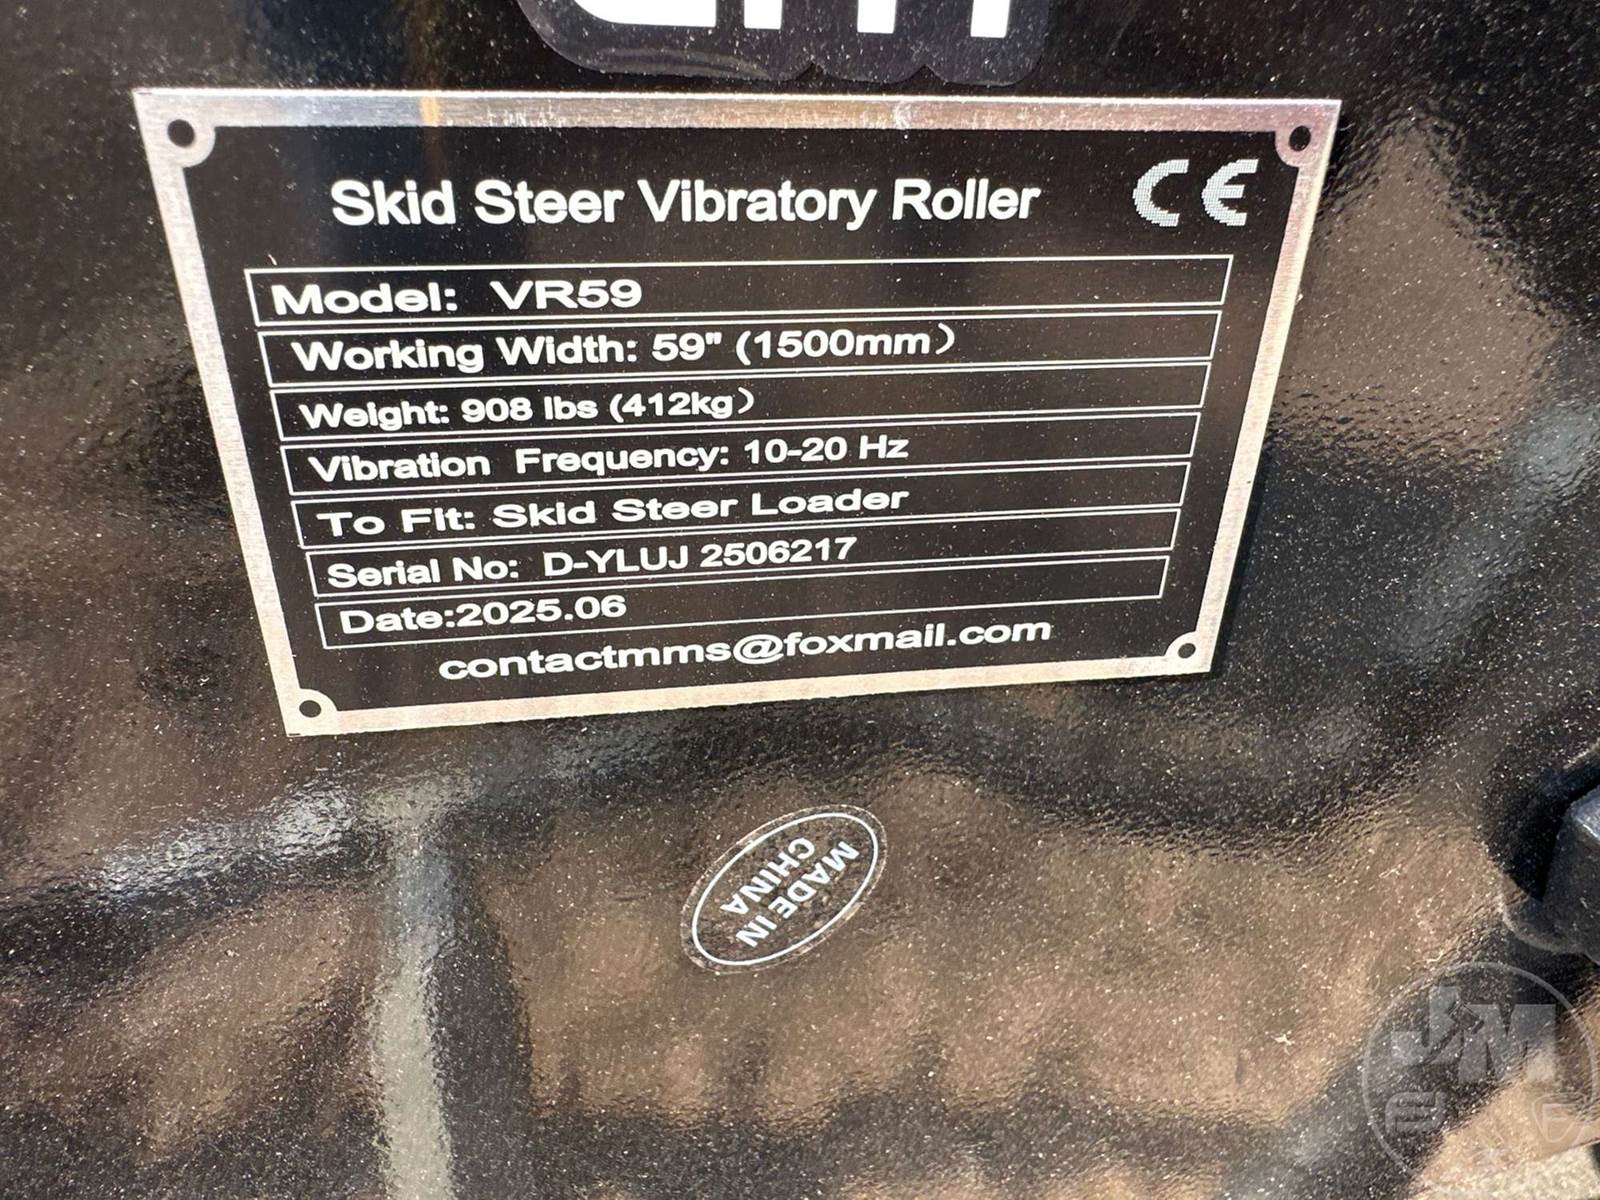 Skid Steer Vibratory Roller CE
Model: VR59
Working Width: 59" (1500mm）
Weight: 908 lbs (412kg）
Vibration Frequency: 10-20 Hz
To Fit: Skid Steer Loader
Serial No: D-YLUJ 2506217
Date:2025.06
contactmms@foxmail.com
MADE IN
CHINA
JM